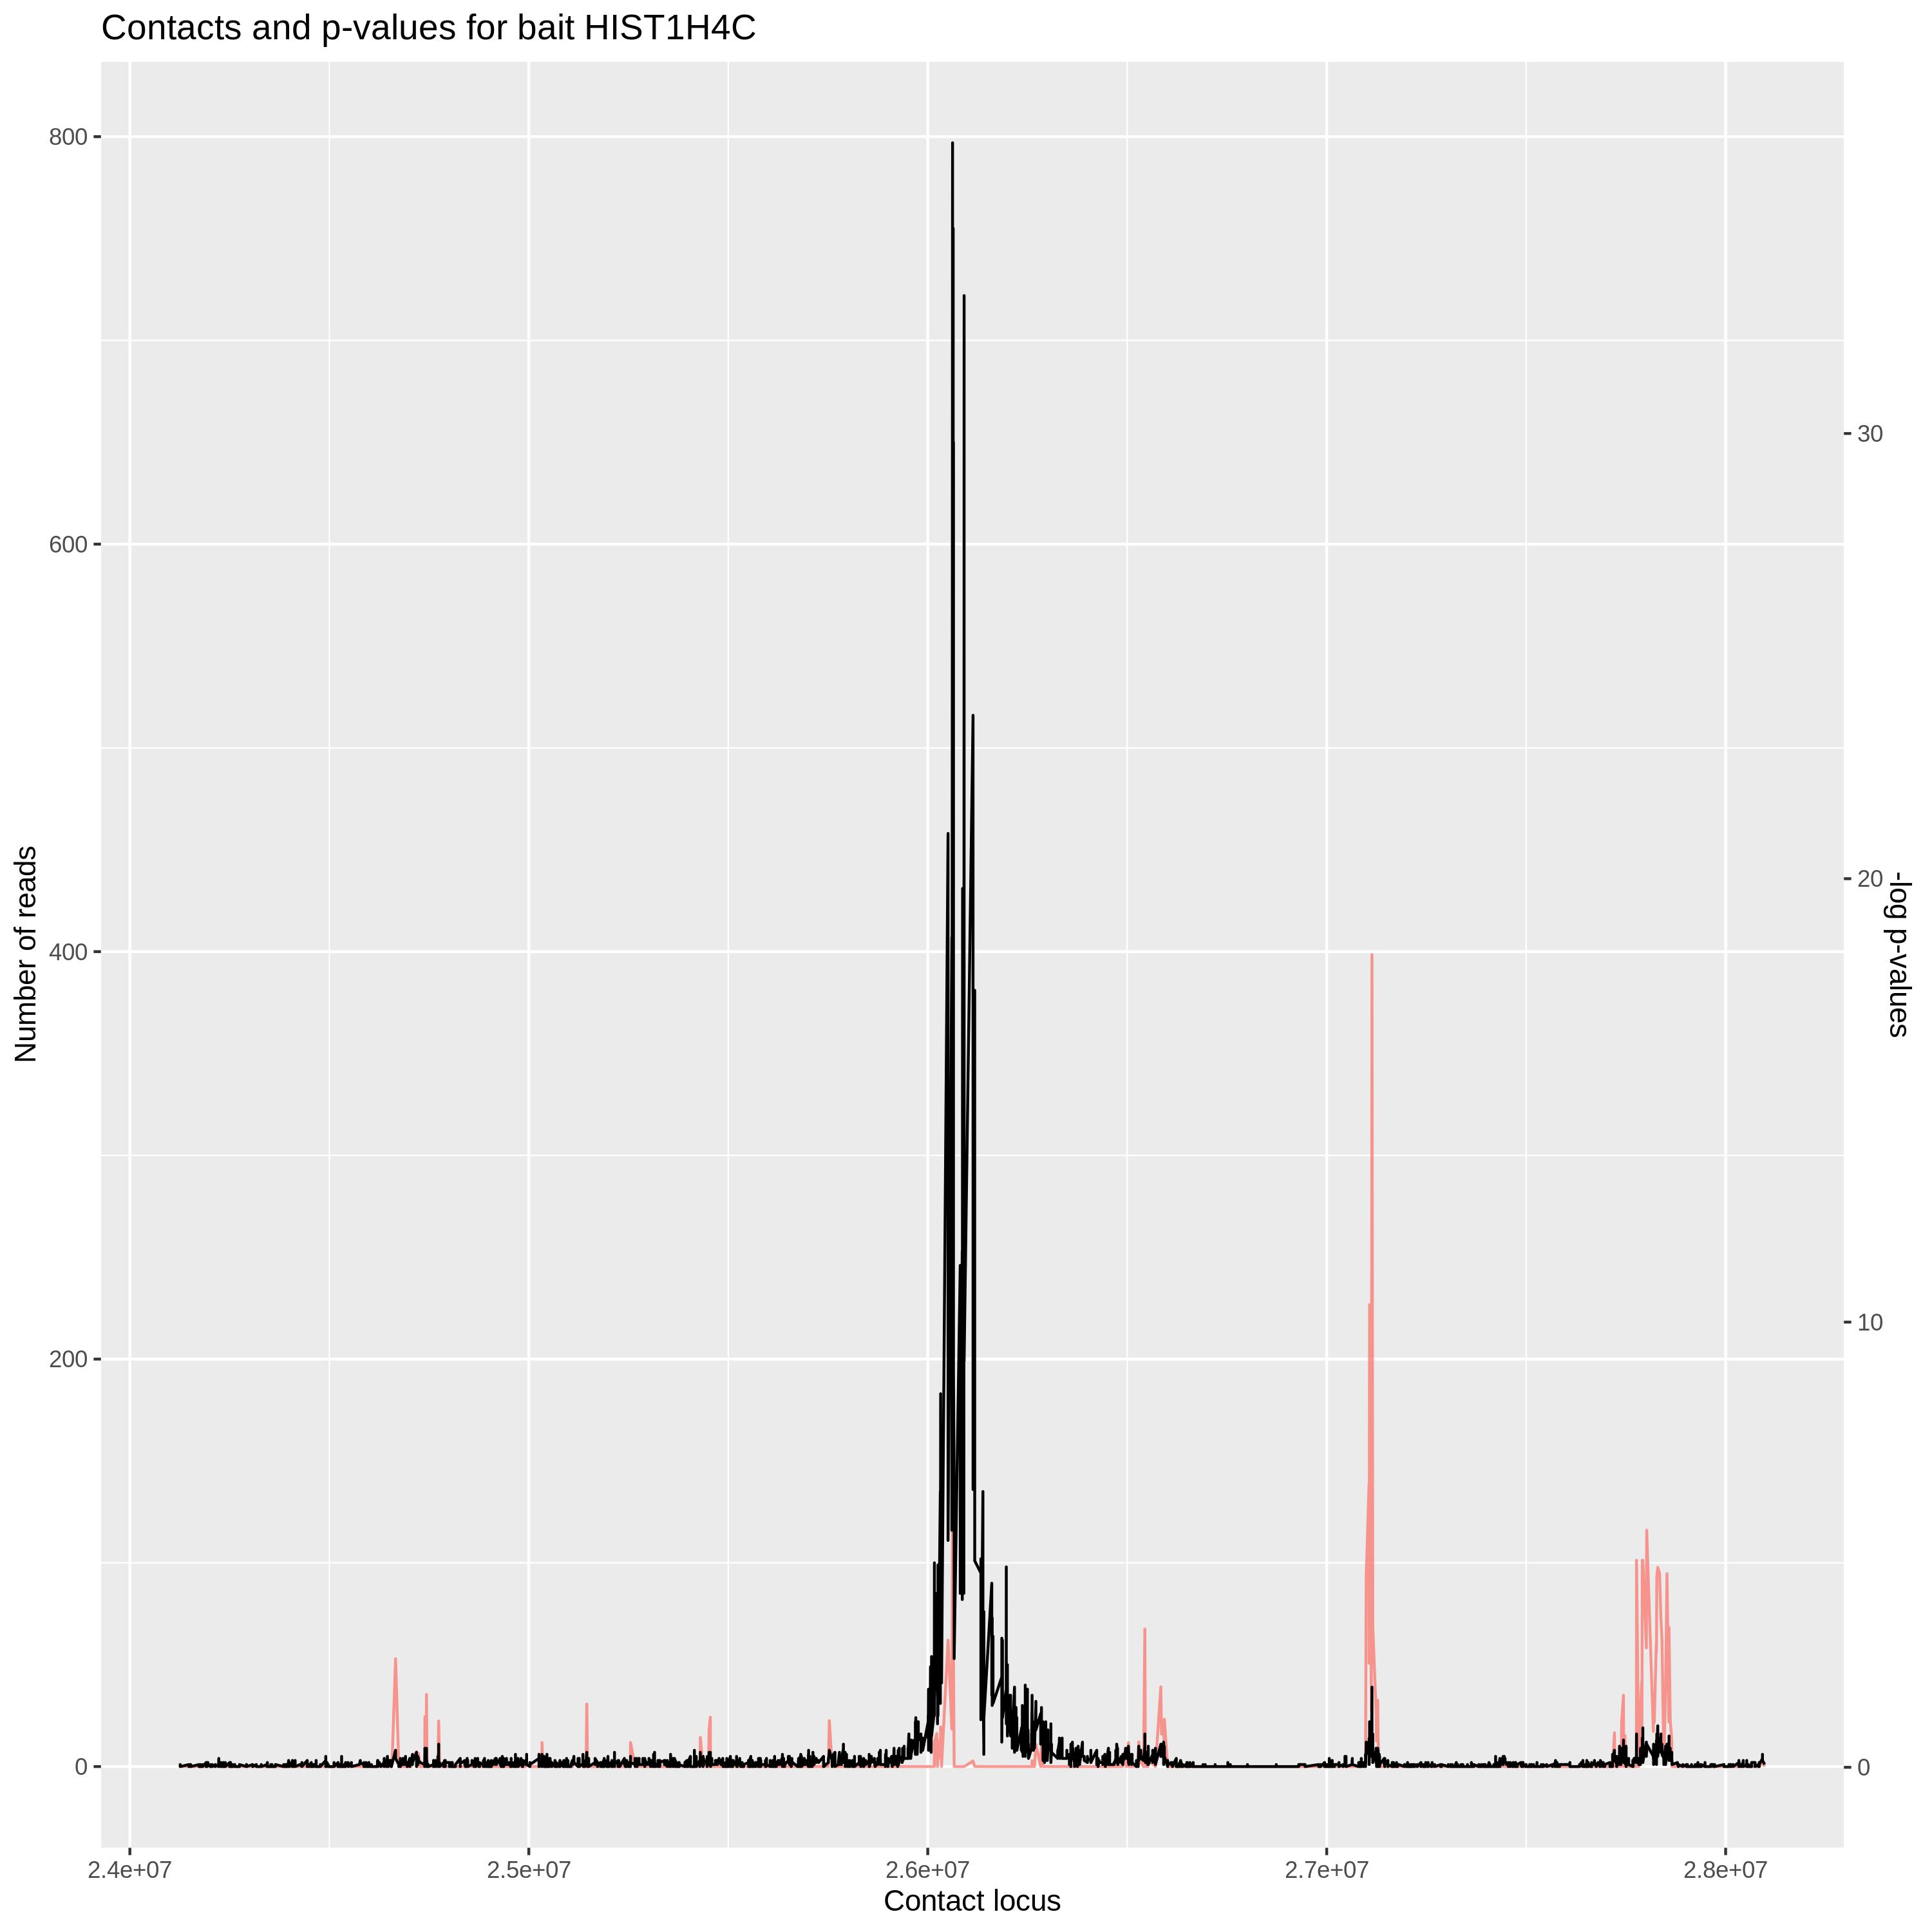 Contacts and p-values for bait HIST1H4C
800
600
400
200
0
Number of reads
30
20
10
0
-log p-values
2.4e+07
2.5e+07
2.6e+07
2.7e+07
2.8e+07
Contact locus